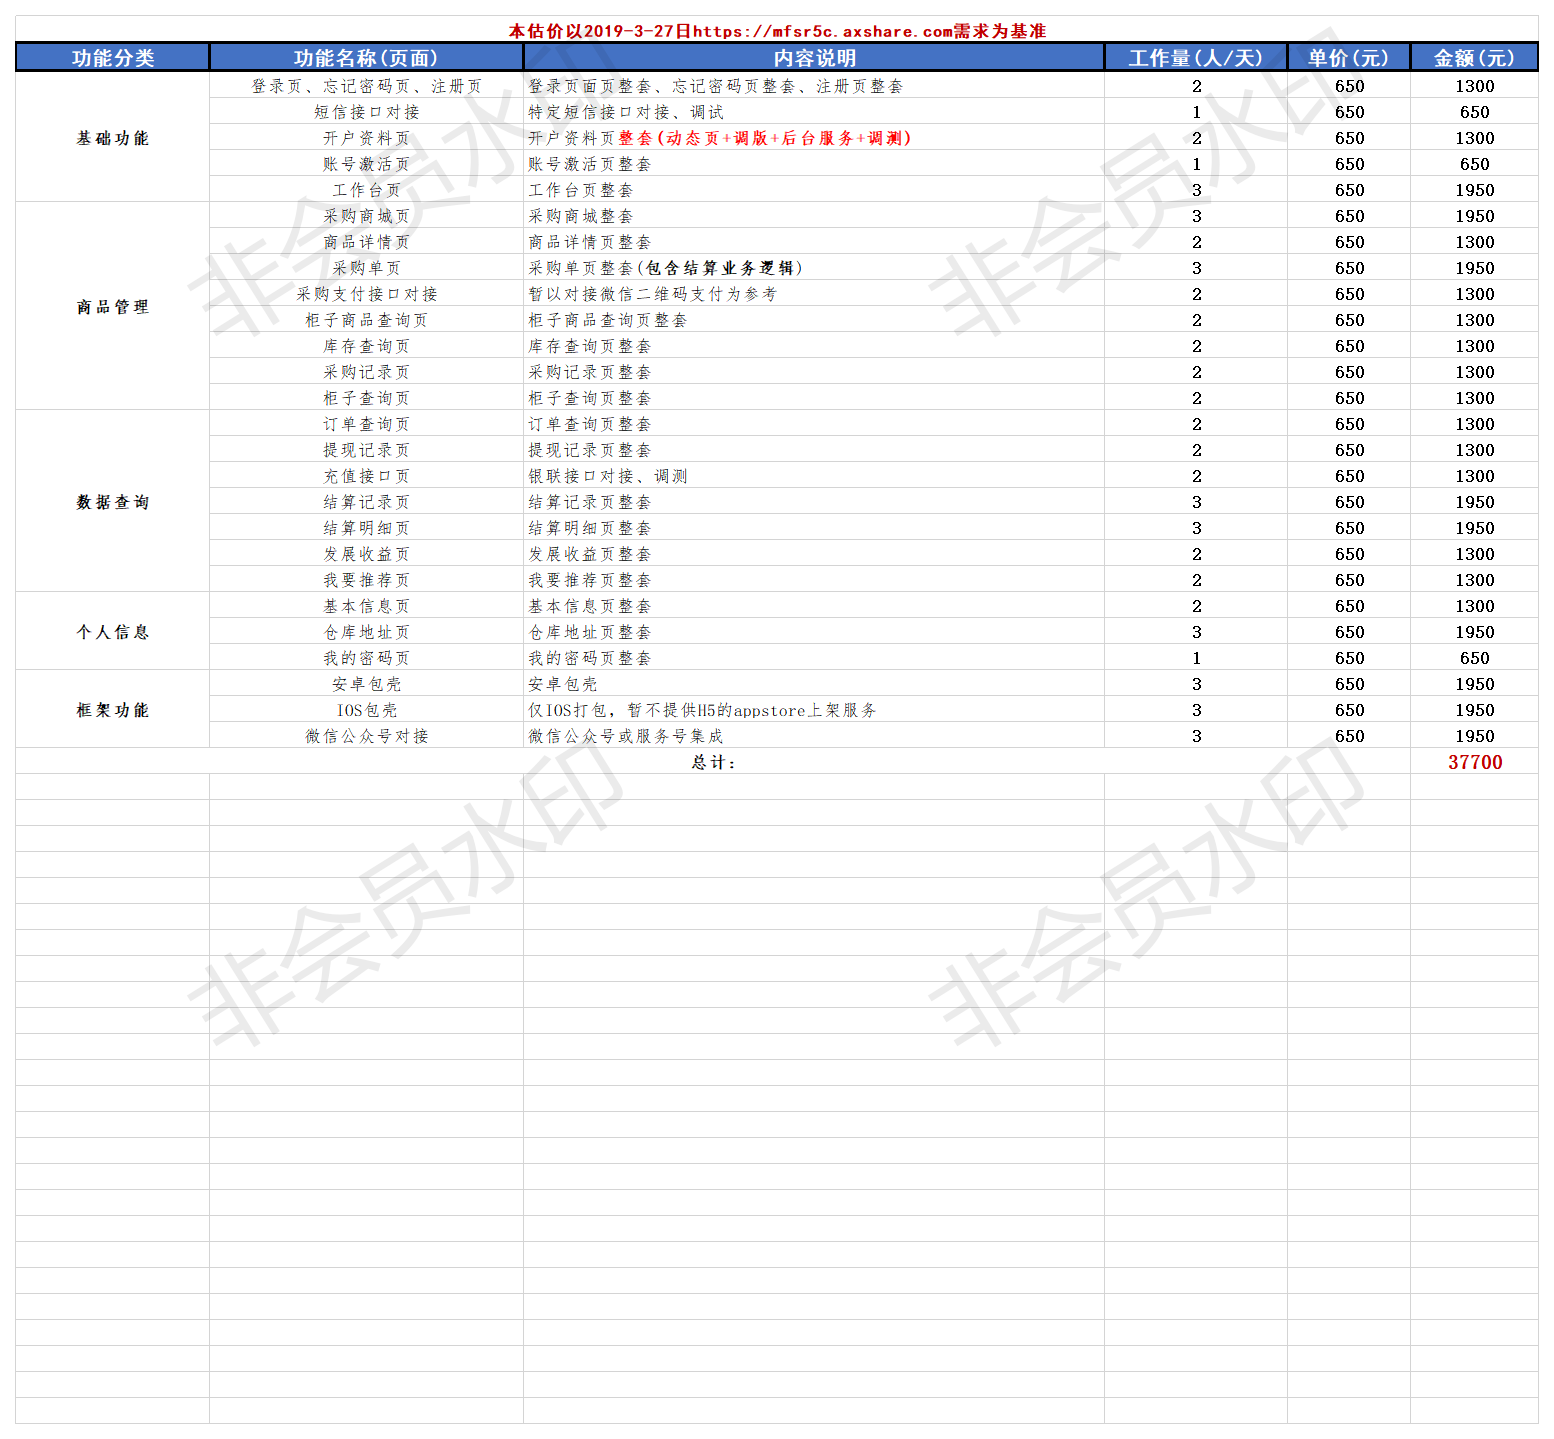 本估价以2019-3-27日https://mfsr5c.axshare.com需求为基准
功能分类 功能名称(页面) 内容说明 工作量(人/天) 单价(元) 金额(元)
基础功能
登录页、忘记密码页、注册页 登录页面页整套、忘记密码页整套、注册页整套 2 650 1300
短信接口对接 特定短信接口对接、调试 1 650 650
开户资料页 开户资料页整套(动态页+调版+后台服务+调测) 2 650 1300
账号激活页 账号激活页整套 1 650 650
工作台页 工作台页整套 3 650 1950
商品管理
采购商城页 采购商城整套 3 650 1950
商品详情页 商品详情页整套 2 650 1300
采购单页 采购单页整套(包含结算业务逻辑) 3 650 1950
采购支付接口对接 暂以对接微信二维码支付为参考 2 650 1300
柜子商品查询页 柜子商品查询页整套 2 650 1300
库存查询页 库存查询页整套 2 650 1300
采购记录页 采购记录页整套 2 650 1300
柜子查询页 柜子查询页整套 2 650 1300
数据查询
订单查询页 订单查询页整套 2 650 1300
提现记录页 提现记录页整套 2 650 1300
充值接口页 银联接口对接、调测 2 650 1300
结算记录页 结算记录页整套 3 650 1950
结算明细页 结算明细页整套 3 650 1950
发展收益页 发展收益页整套 2 650 1300
我要推荐页 我要推荐页整套 2 650 1300
个人信息
基本信息页 基本信息页整套 2 650 1300
仓库地址页 仓库地址页整套 3 650 1950
我的密码页 我的密码页整套 1 650 650
框架功能
安卓包壳 安卓包壳 3 650 1950
IOS包壳 仅IOS打包，暂不提供H5的appstore上架服务 3 650 1950
微信公众号对接 微信公众号或服务号集成 3 650 1950
总计： 37700
非会员水印
非会员水印
非会员水印
非会员水印